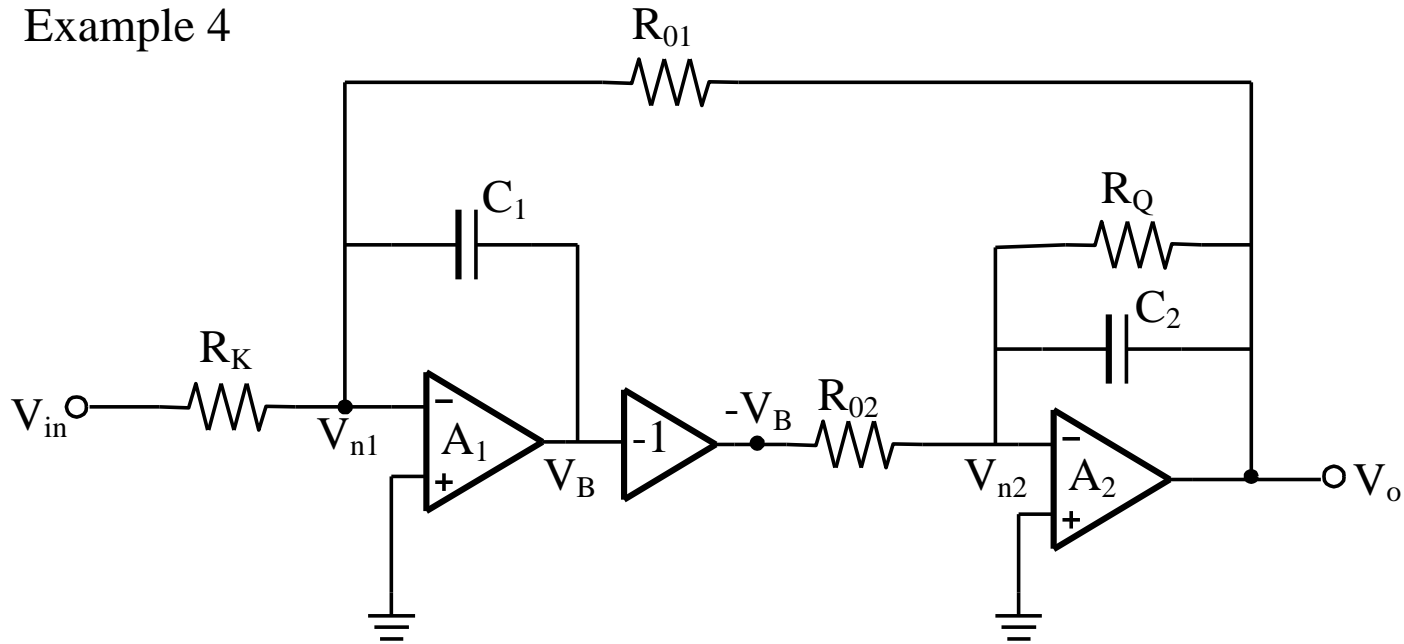 Example 4
R01
C1
RQ
C2
RK
Vin
Vn1
−
A1
+
VB
-1
-VB
R02
Vn2
−
A2
+
Vo